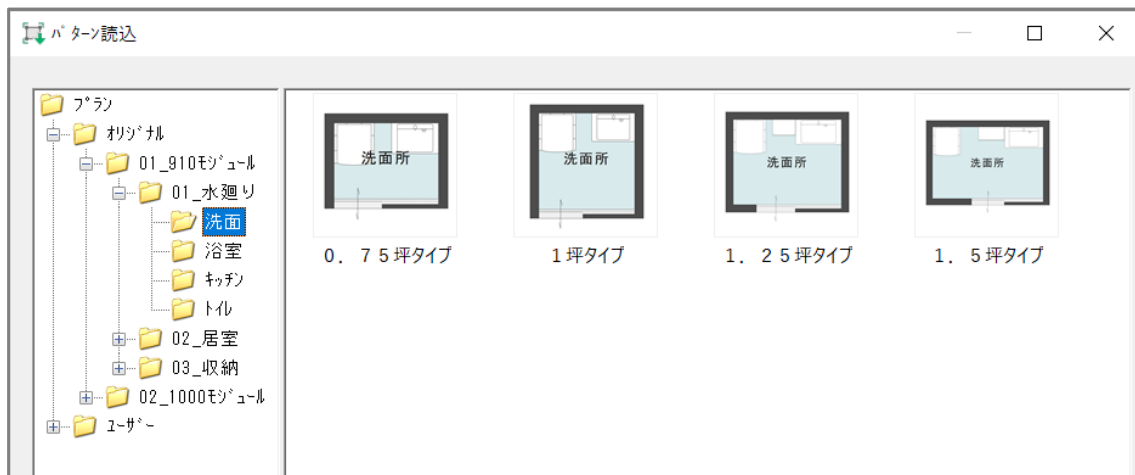 ﾊﾟﾀｰﾝ読込
ﾌﾟﾗﾝ
ｵﾘｼﾞﾅﾙ
01_910ﾓｼﾞｭｰﾙ
01_水廻り
洗面
浴室
ｷｯﾁﾝ
ﾄｲﾚ
02_居室
03_収納
02_1000ﾓｼﾞｭｰﾙ
ﾕｰｻﾞｰ
洗面所
洗面所
洗面所
洗面所
０．７５坪タイプ
１坪タイプ
１．２５坪タイプ
１．５坪タイプ